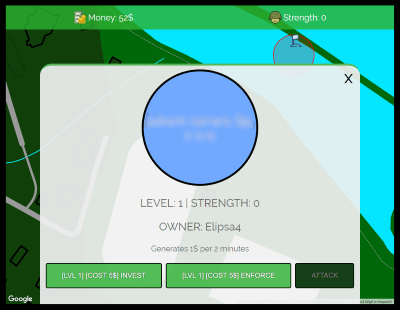 Money: 52$
Strength: 0
X
LEVEL: 1 | STRENGTH: 0
OWNER: Elipsa4
Generates 1$ per 2 minutes
[LVL 1] [COST 5$] INVEST
[LVL 1] [COST 5$] ENFORCE
ATTACK
Google